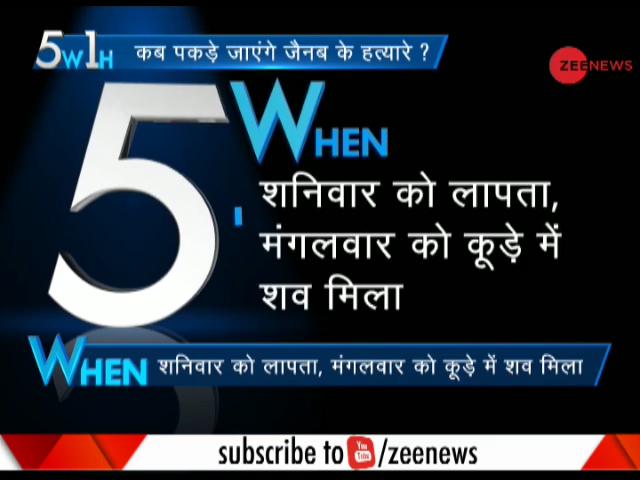 5W1H कब पकड़े जाएंगे जैनब के हत्यारे ?
ZEENEWS
5
WHEN
शनिवार को लापता,
मंगलवार को कूड़े में
शव मिला
WHEN शनिवार को लापता, मंगलवार को कूड़े में शव मिला
subscribe to You Tube /zeenews